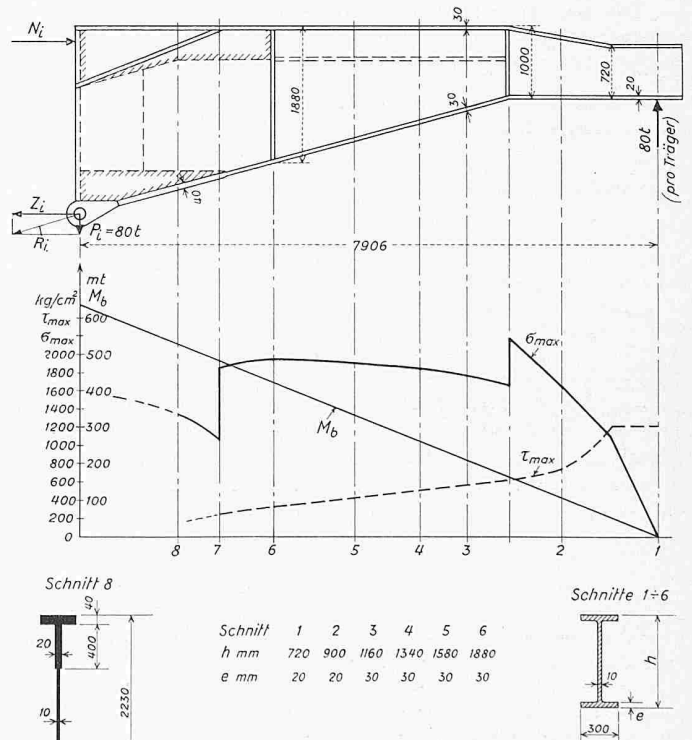 N_i
30
1880
30
1000
720
20
40
80t
(pro Träger)
Z_i
R_i
P_i = 80t
7906
mt
kg/cm² M_b
τ_max 600
σ_max
2000 500
1800
1600 400
1400
1200 300
1000
800 200
600
400 100
200
0
σ_max
M_b
τ_max
8 7 6 5 4 3 2 1
Schnitt 8
40
20
400
10
2230
Schnitt 1 2 3 4 5 6
h mm 720 900 1160 1340 1580 1880
e mm 20 20 30 30 30 30
Schnitte 1÷6
h
10
e
300